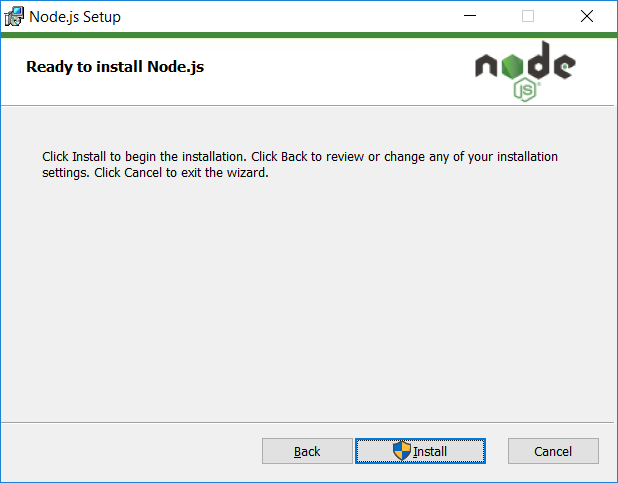 Node.js Setup
Ready to install Node.js
node
JS
Click Install to begin the installation. Click Back to review or change any of your installation
settings. Click Cancel to exit the wizard.
Back
Install
Cancel